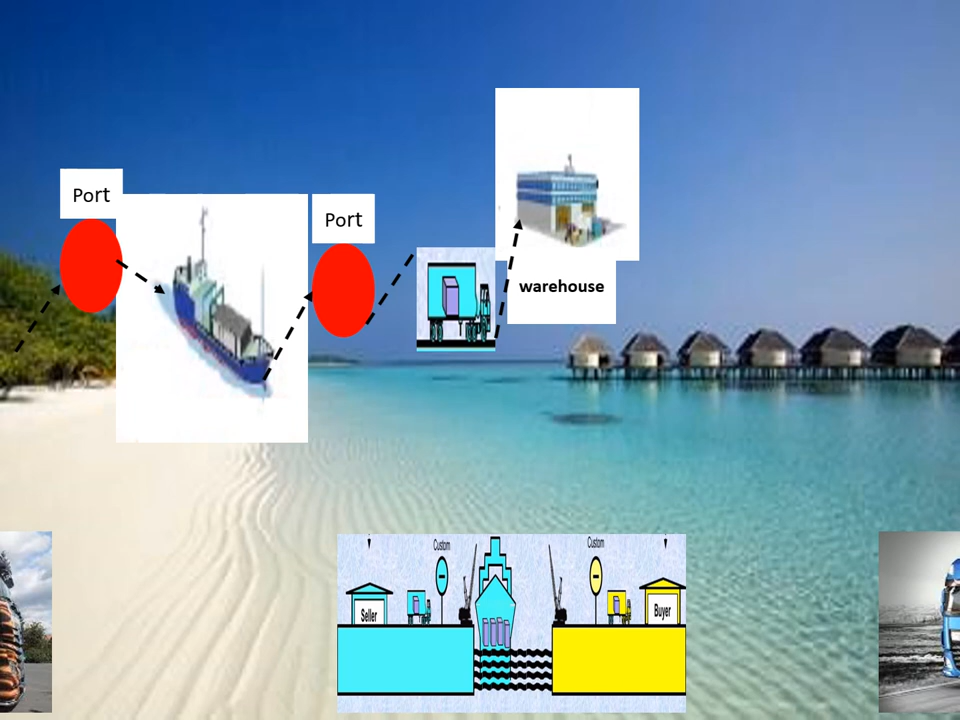 Port
Port
warehouse
Custom
Custom
Seller
Buyer